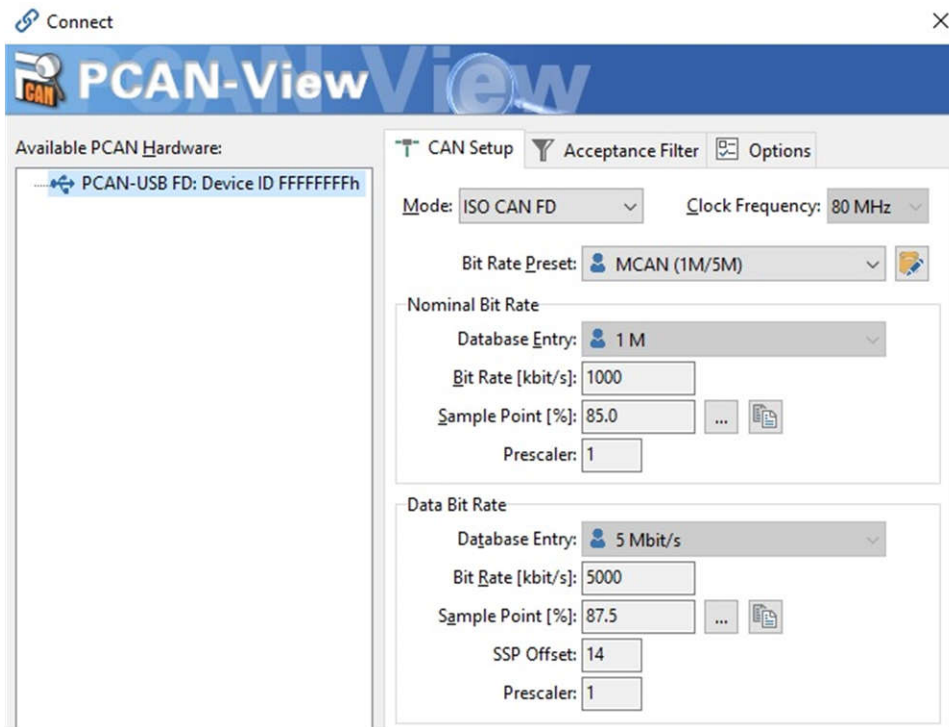 Connect
PCAN-View
Available PCAN Hardware:
PCAN-USB FD: Device ID FFFFFFFFh
CAN Setup
Acceptance Filter
Options
Mode: ISO CAN FD
Clock Frequency: 80 MHz
Bit Rate Preset: MCAN (1M/5M)
Nominal Bit Rate
Database Entry: 1 M
Bit Rate [kbit/s]: 1000
Sample Point [%]: 85.0 ...
Prescaler: 1
Data Bit Rate
Database Entry: 5 Mbit/s
Bit Rate [kbit/s]: 5000
Sample Point [%]: 87.5 ...
SSP Offset: 14
Prescaler: 1